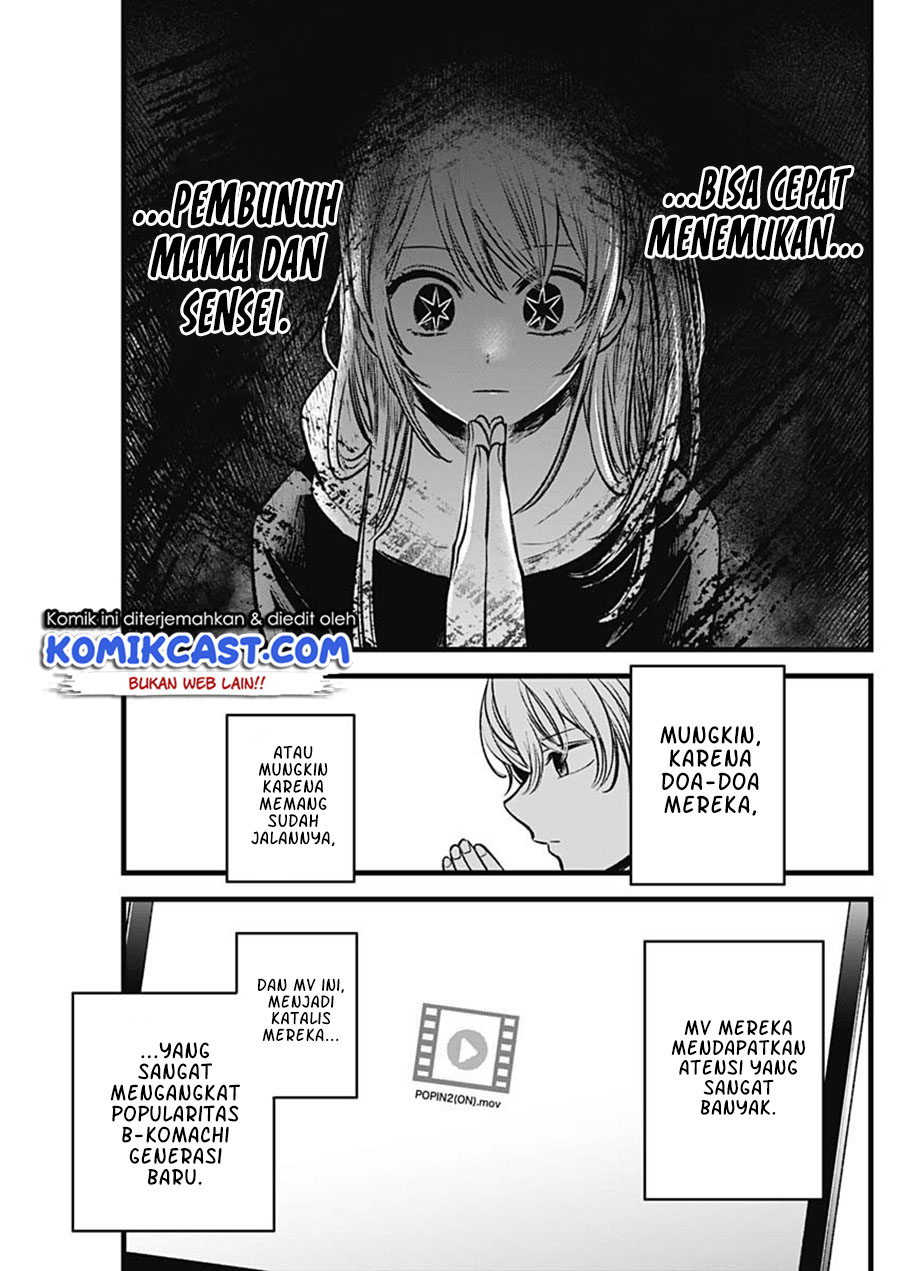 ...BISA CEPAT
MENEMUKAN...
...PEMBUNUH
MAMA DAN
SENSEI.
Komik ini diterjemahkan & diedit oleh
KOMIKCAST.COM
BUKAN WEB LAIN!!
MUNGKIN,
KARENA
DOA-DOA
MEREKA,
ATAU
MUNGKIN
KARENA
MEMANG
SUDAH
JALANNYA,
MV MEREKA
MENDAPATKAN
ATENSI YANG
SANGAT
BANYAK.
DAN MV INI,
MENJADI
KATALIS
MEREKA...
...YANG
SANGAT
MENGANGKAT
POPULARITAS
B-KOMACHI
GENERASI
BARU.
POPIN2(ON).mov